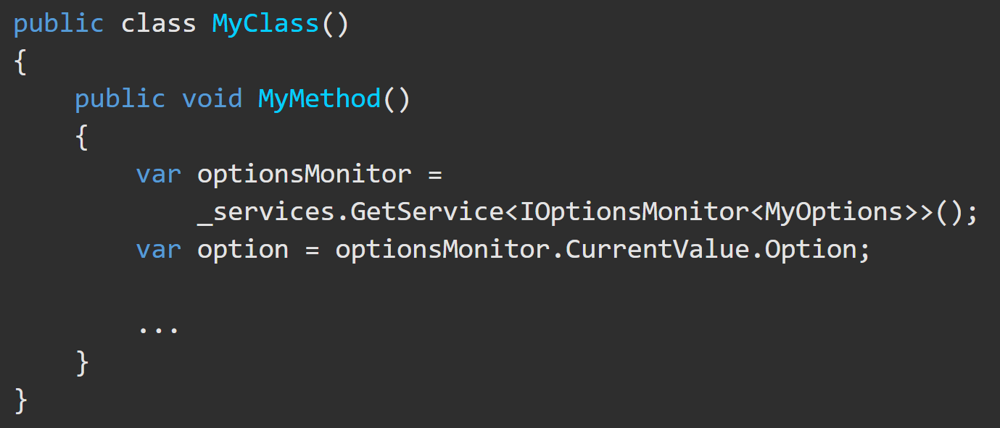 public class MyClass()
{
    public void MyMethod()
    {
        var optionsMonitor =
            _services.GetService<IOptionsMonitor<MyOptions>>();
        var option = optionsMonitor.CurrentValue.Option;

        ...
    }
}